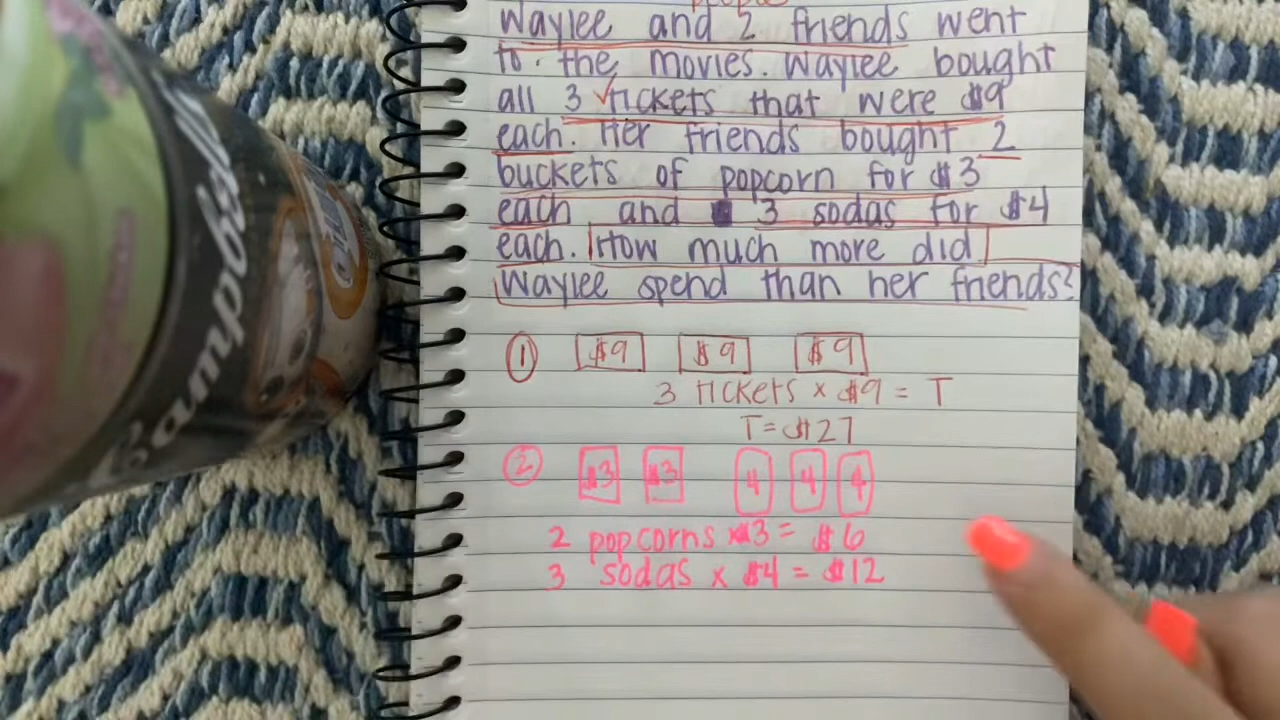 people
Waylee and 2 friends went
to the movies. Waylee bought
all 3 tickets that were $9
each. Her friends bought 2
buckets of popcorn for $3
each and 3 sodas for $4
each. How much more did
Waylee spend than her friends?
1 $9 $9 $9
3 tickets x $9 = T
T = $27
2 $3 $3 4 4 4
2 popcorns x $3 = $6
3 sodas x $4 = $12